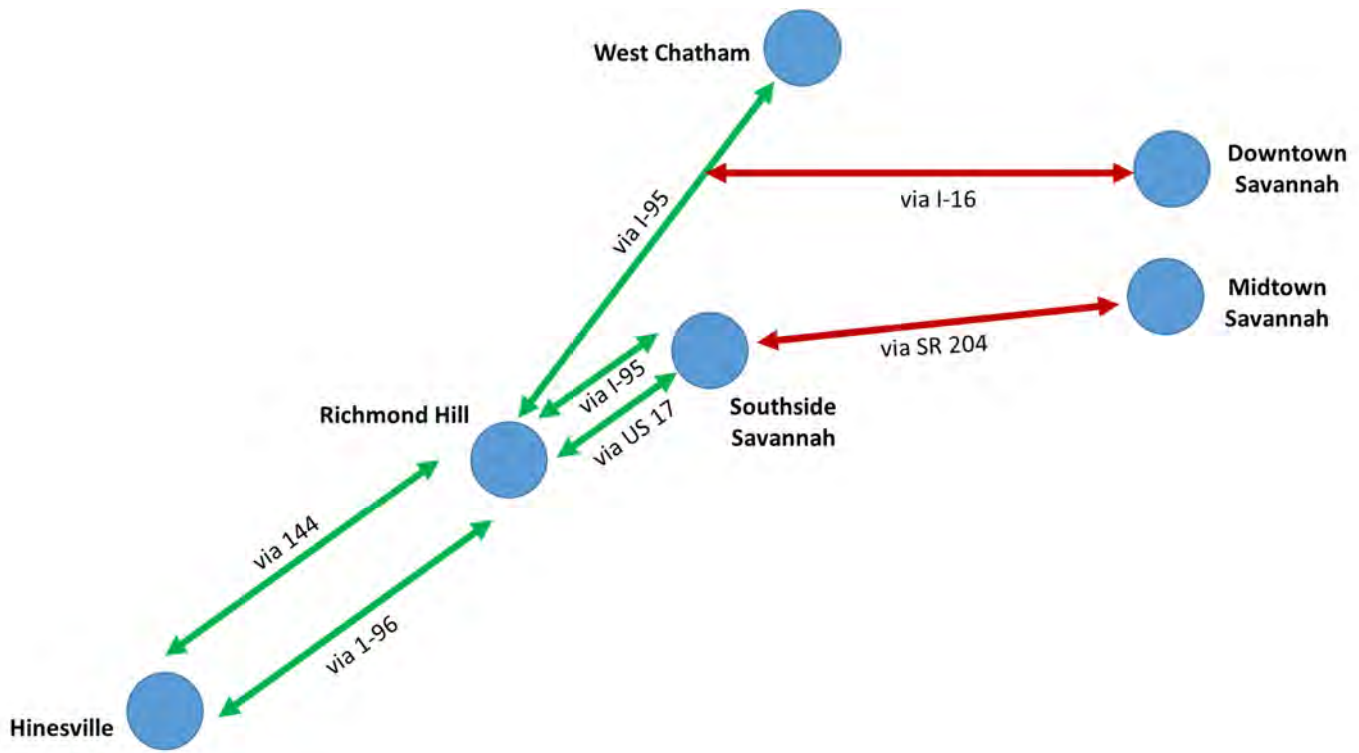 West Chatham
Downtown
Savannah
via I-16
via I-95
Midtown
Savannah
via SR 204
via I-95
Richmond Hill
via US 17
Southside
Savannah
via 144
via 1-96
Hinesville